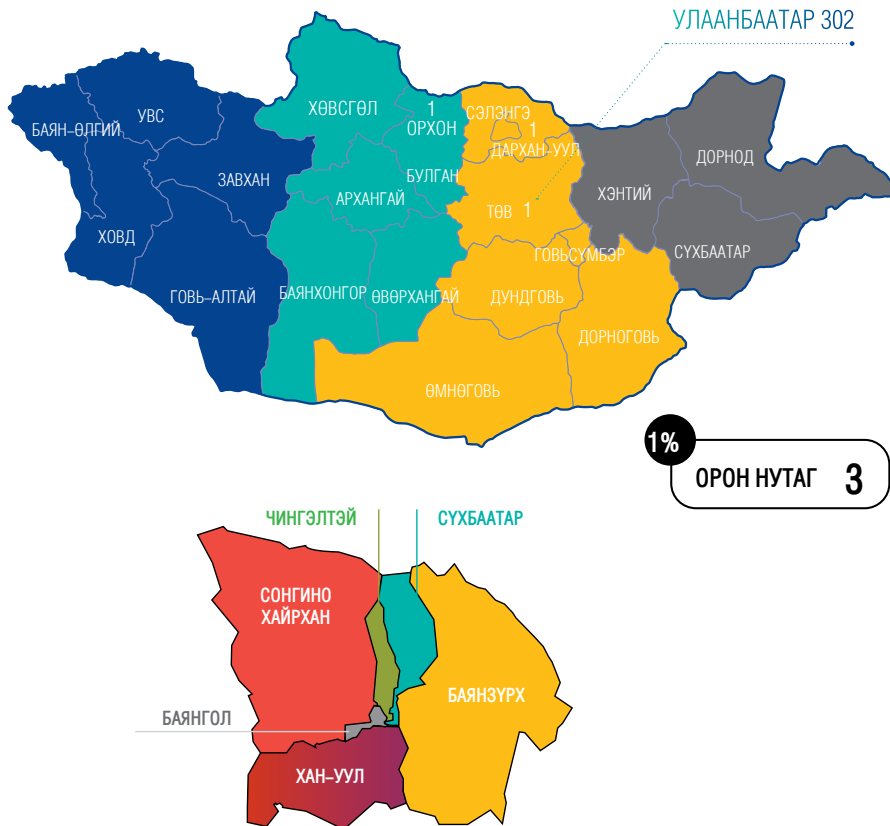 УЛААНБААТАР 302
ХӨВСГӨЛ
1
ОРХОН
СЭЛЭНГЭ
1
ДАРХАН-УУЛ
УВС
БАЯН-ӨЛГИЙ
ДОРНОД
ЗАВХАН
БУЛГАН
АРХАНГАЙ
ХЭНТИЙ
ТӨВ 1
ХОВД
ГОВЬСҮМБЭР
СҮХБААТАР
ГОВЬ-АЛТАЙ
БАЯНХОНГОР
ӨВӨРХАНГАЙ
ДУНДГОВЬ
ДОРНОГОВЬ
ӨМНӨГОВЬ
1%
ОРОН НУТАГ 3
ЧИНГЭЛТЭЙ
СҮХБААТАР
СОНГИНО
ХАЙРХАН
БАЯНЗҮРХ
БАЯНГОЛ
ХАН-УУЛ